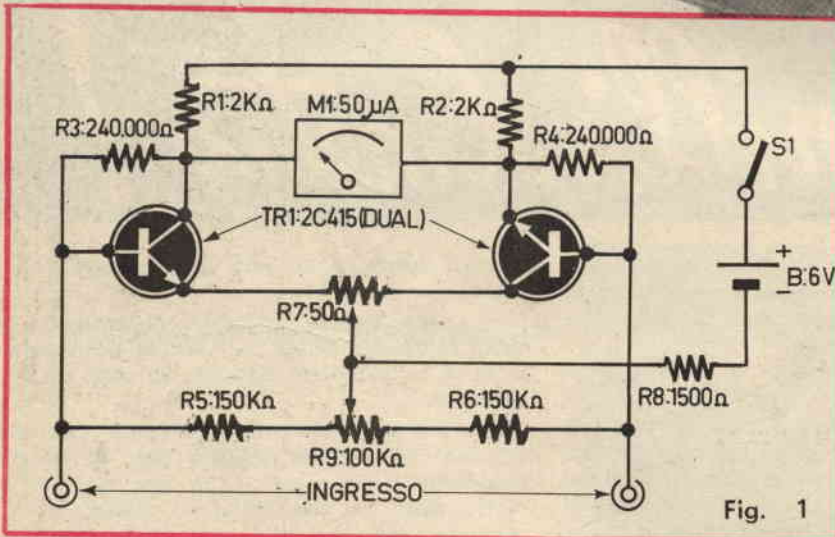 R1:2KΩ
M1:50µA
R2:2KΩ
R3:240.000Ω
R4:240.000Ω
S1
TR1:2C415(DUAL)
+
B:6V
−
R7:50Ω
R8:1500Ω
R5:150KΩ
R6:150KΩ
R9:100KΩ
INGRESSO
Fig. 1